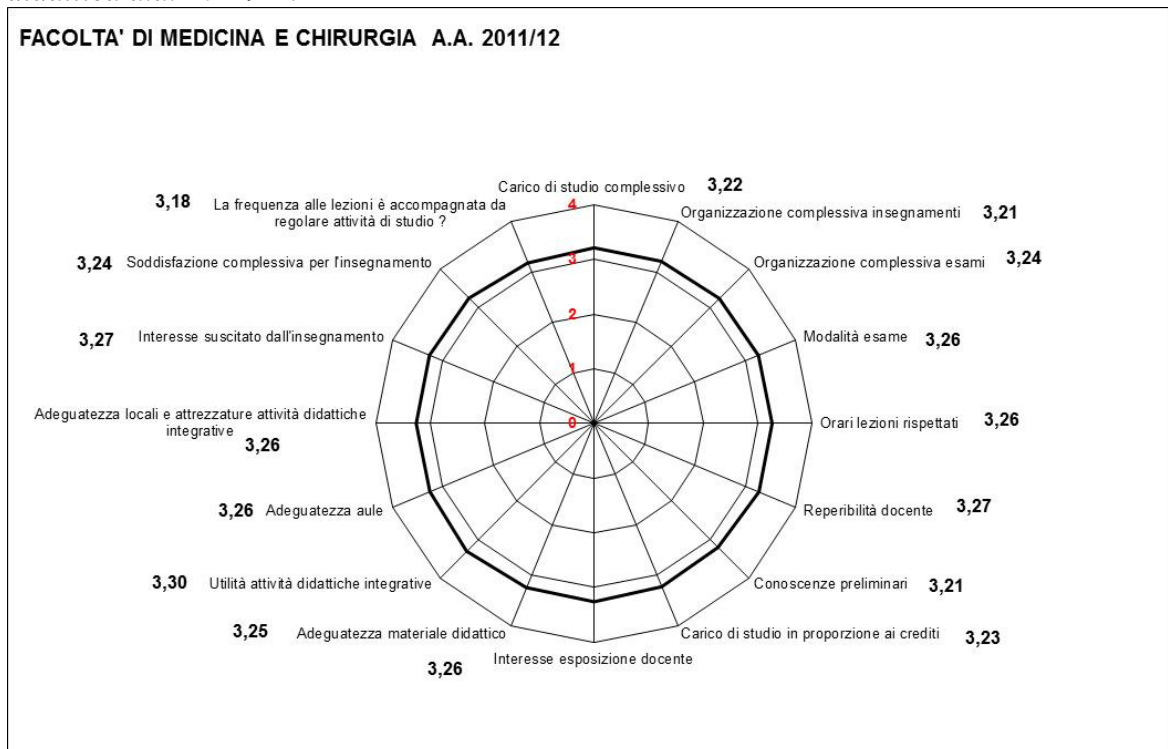 FACOLTA' DI MEDICINA E CHIRURGIA A.A. 2011/12
Carico di studio complessivo 3,22
3,18 La frequenza alle lezioni è accompagnata da
regolare attività di studio ?
4
Organizzazione complessiva insegnamenti 3,21
3,24 Soddisfazione complessiva per l'insegnamento
3
Organizzazione complessiva esami 3,24
2
3,27 Interesse suscitato dall'insegnamento
Modalità esame 3,26
1
Adeguatezza locali e attrezzature attività didattiche
integrative
3,26
0
Orari lezioni rispettati 3,26
3,26 Adeguatezza aule
Reperibilità docente 3,27
3,30 Utilità attività didattiche integrative
Conoscenze preliminari 3,21
3,25 Adeguatezza materiale didattico
Carico di studio in proporzione ai crediti 3,23
Interesse esposizione docente
3,26